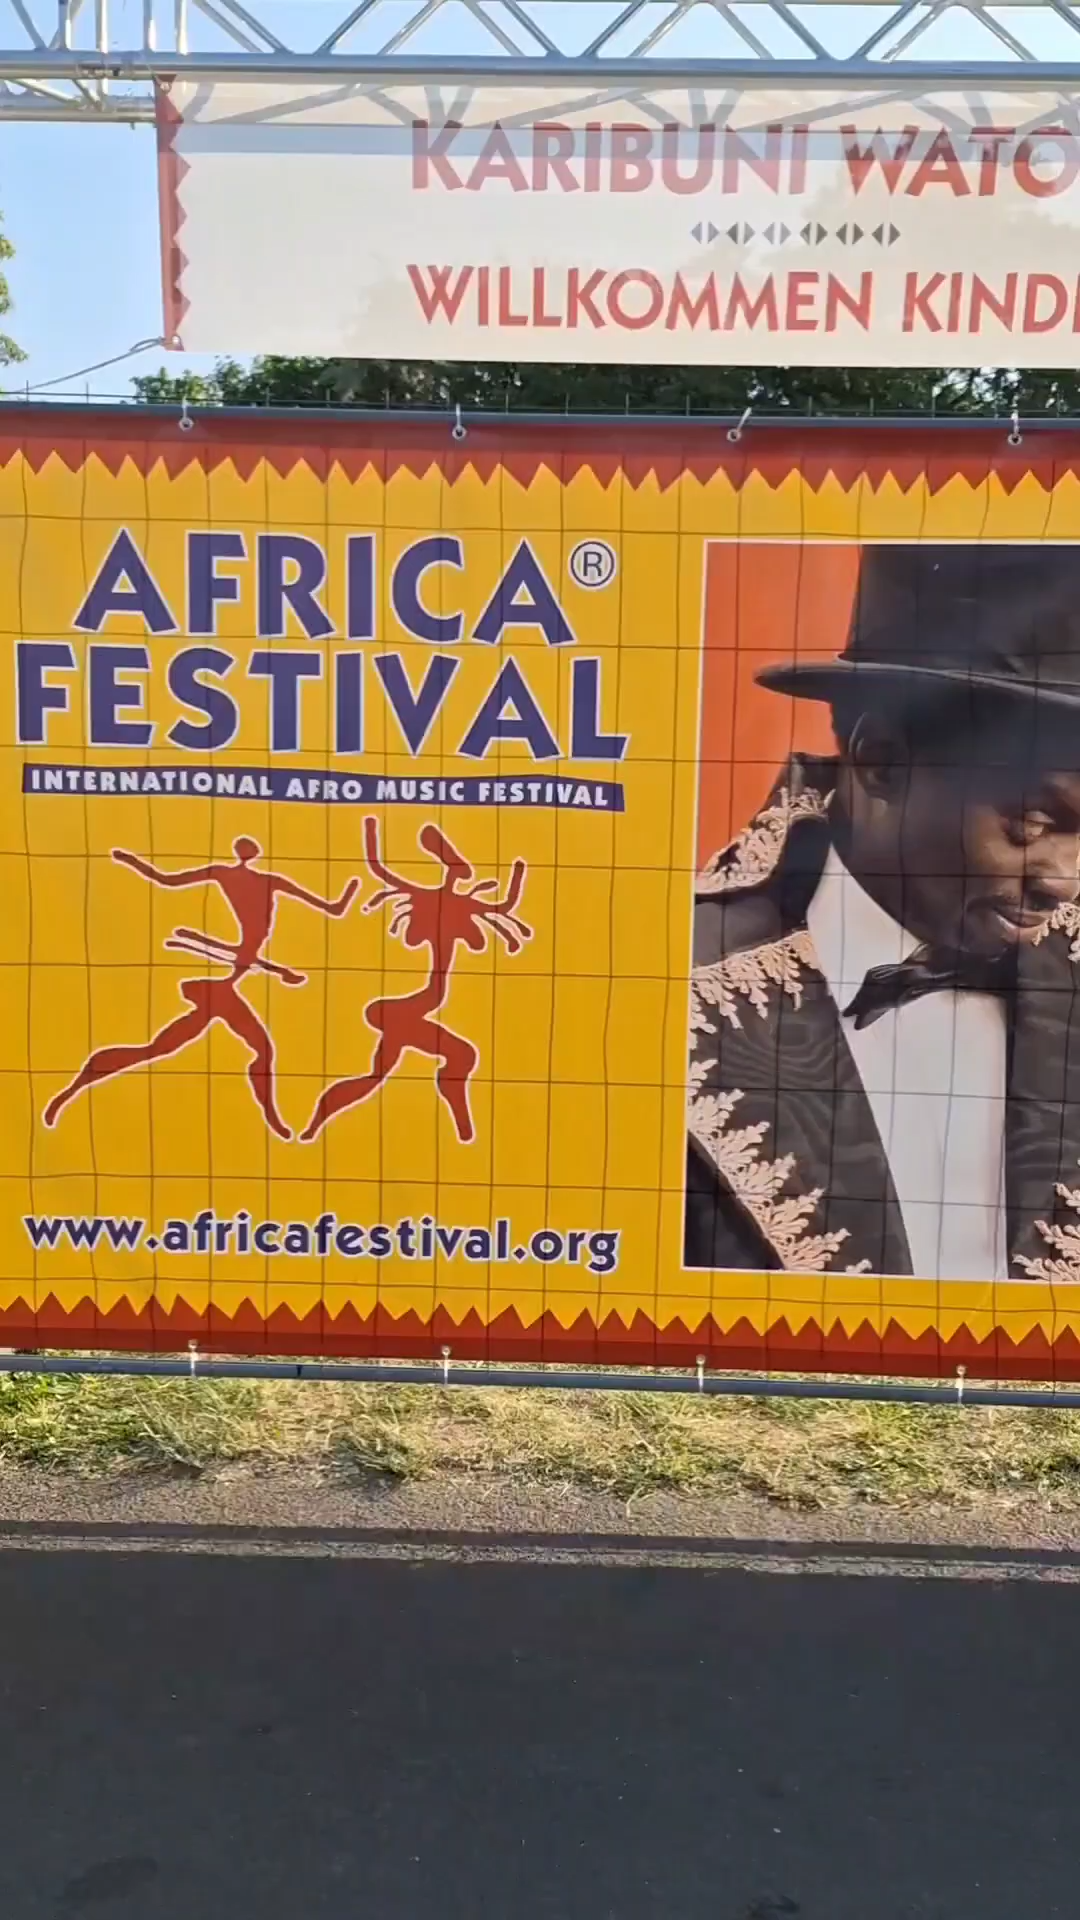 KARIBUNI
WILLKOMMEN
AFRICA®
FESTIVAL
INTERNATIONAL AFRO MUSIC FESTIVAL
www.africafestival.org